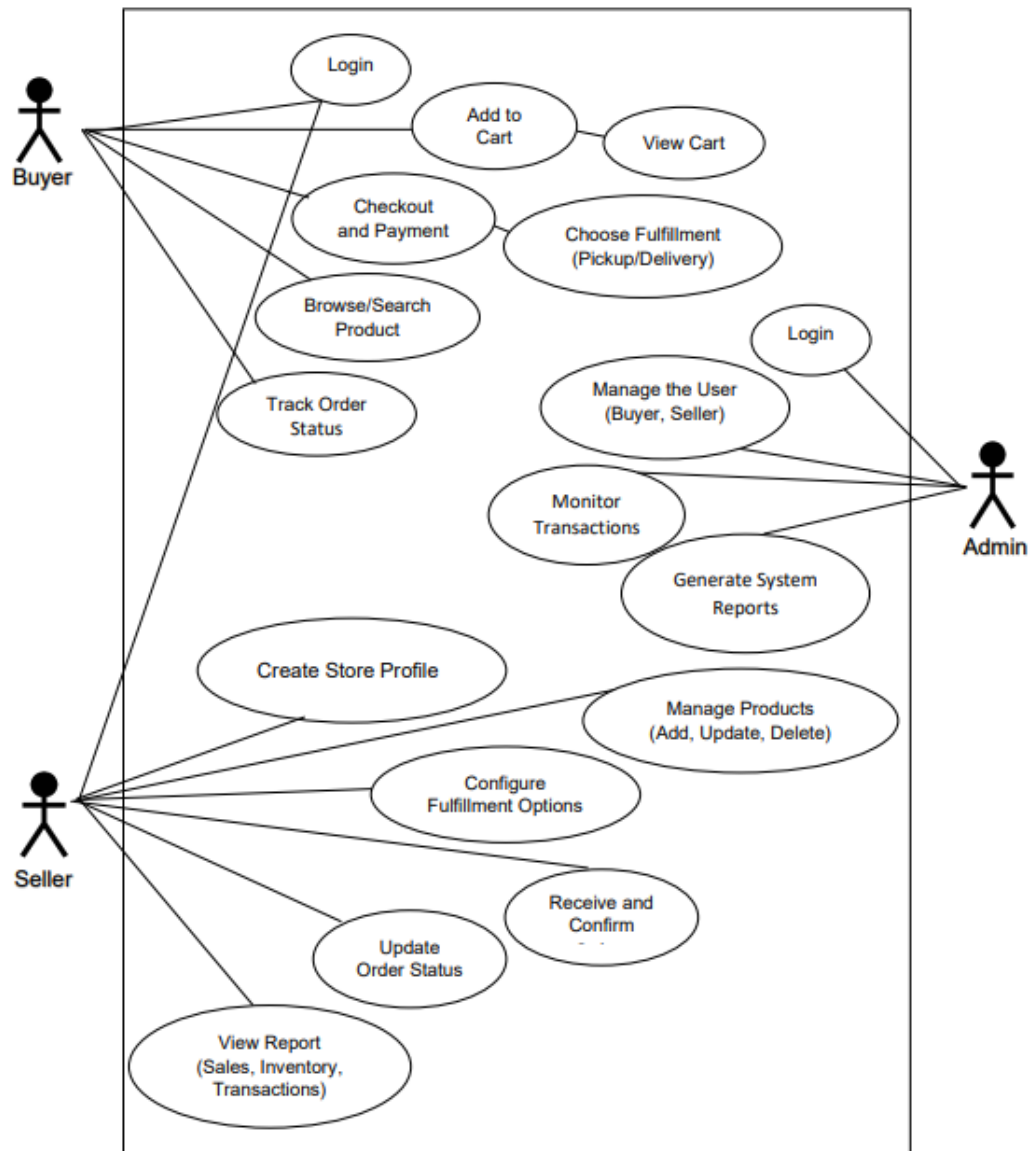 Login
Add to
Cart
View Cart
Buyer
Checkout
and Payment
Choose Fulfillment
(Pickup/Delivery)
Browse/Search
Product
Login
Track Order
Status
Manage the User
(Buyer, Seller)
Monitor
Transactions
Admin
Generate System
Reports
Create Store Profile
Manage Products
(Add, Update, Delete)
Configure
Fulfillment Options
Seller
Receive and
Confirm
Update
Order Status
View Report
(Sales, Inventory,
Transactions)